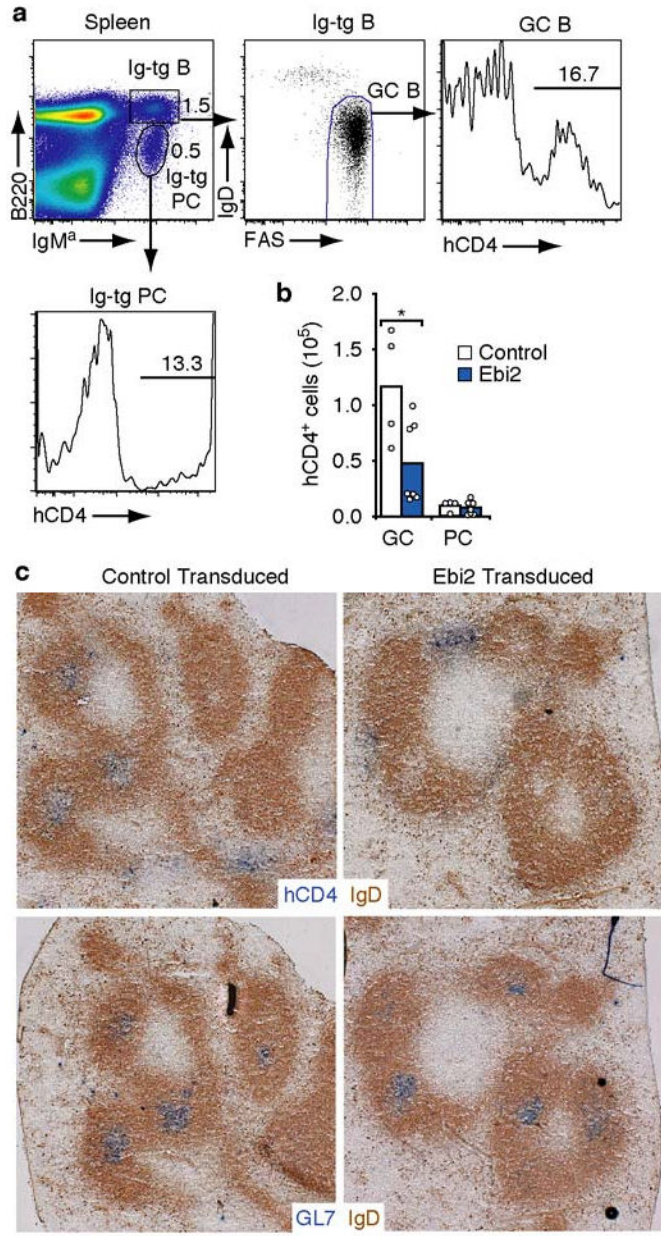 a
Spleen
Ig-tg B
GC B
Ig-tg B
1.5
GC B
16.7
0.5
Ig-tg
PC
B220
IgD
IgMa
FAS
hCD4
Ig-tg PC
13.3
hCD4
b
2.0
1.5
1.0
0.5
0.0
hCD4+ cells (10⁵)
*
Control
Ebi2
GC PC
c
Control Transduced
Ebi2 Transduced
hCD4 IgD
GL7 IgD